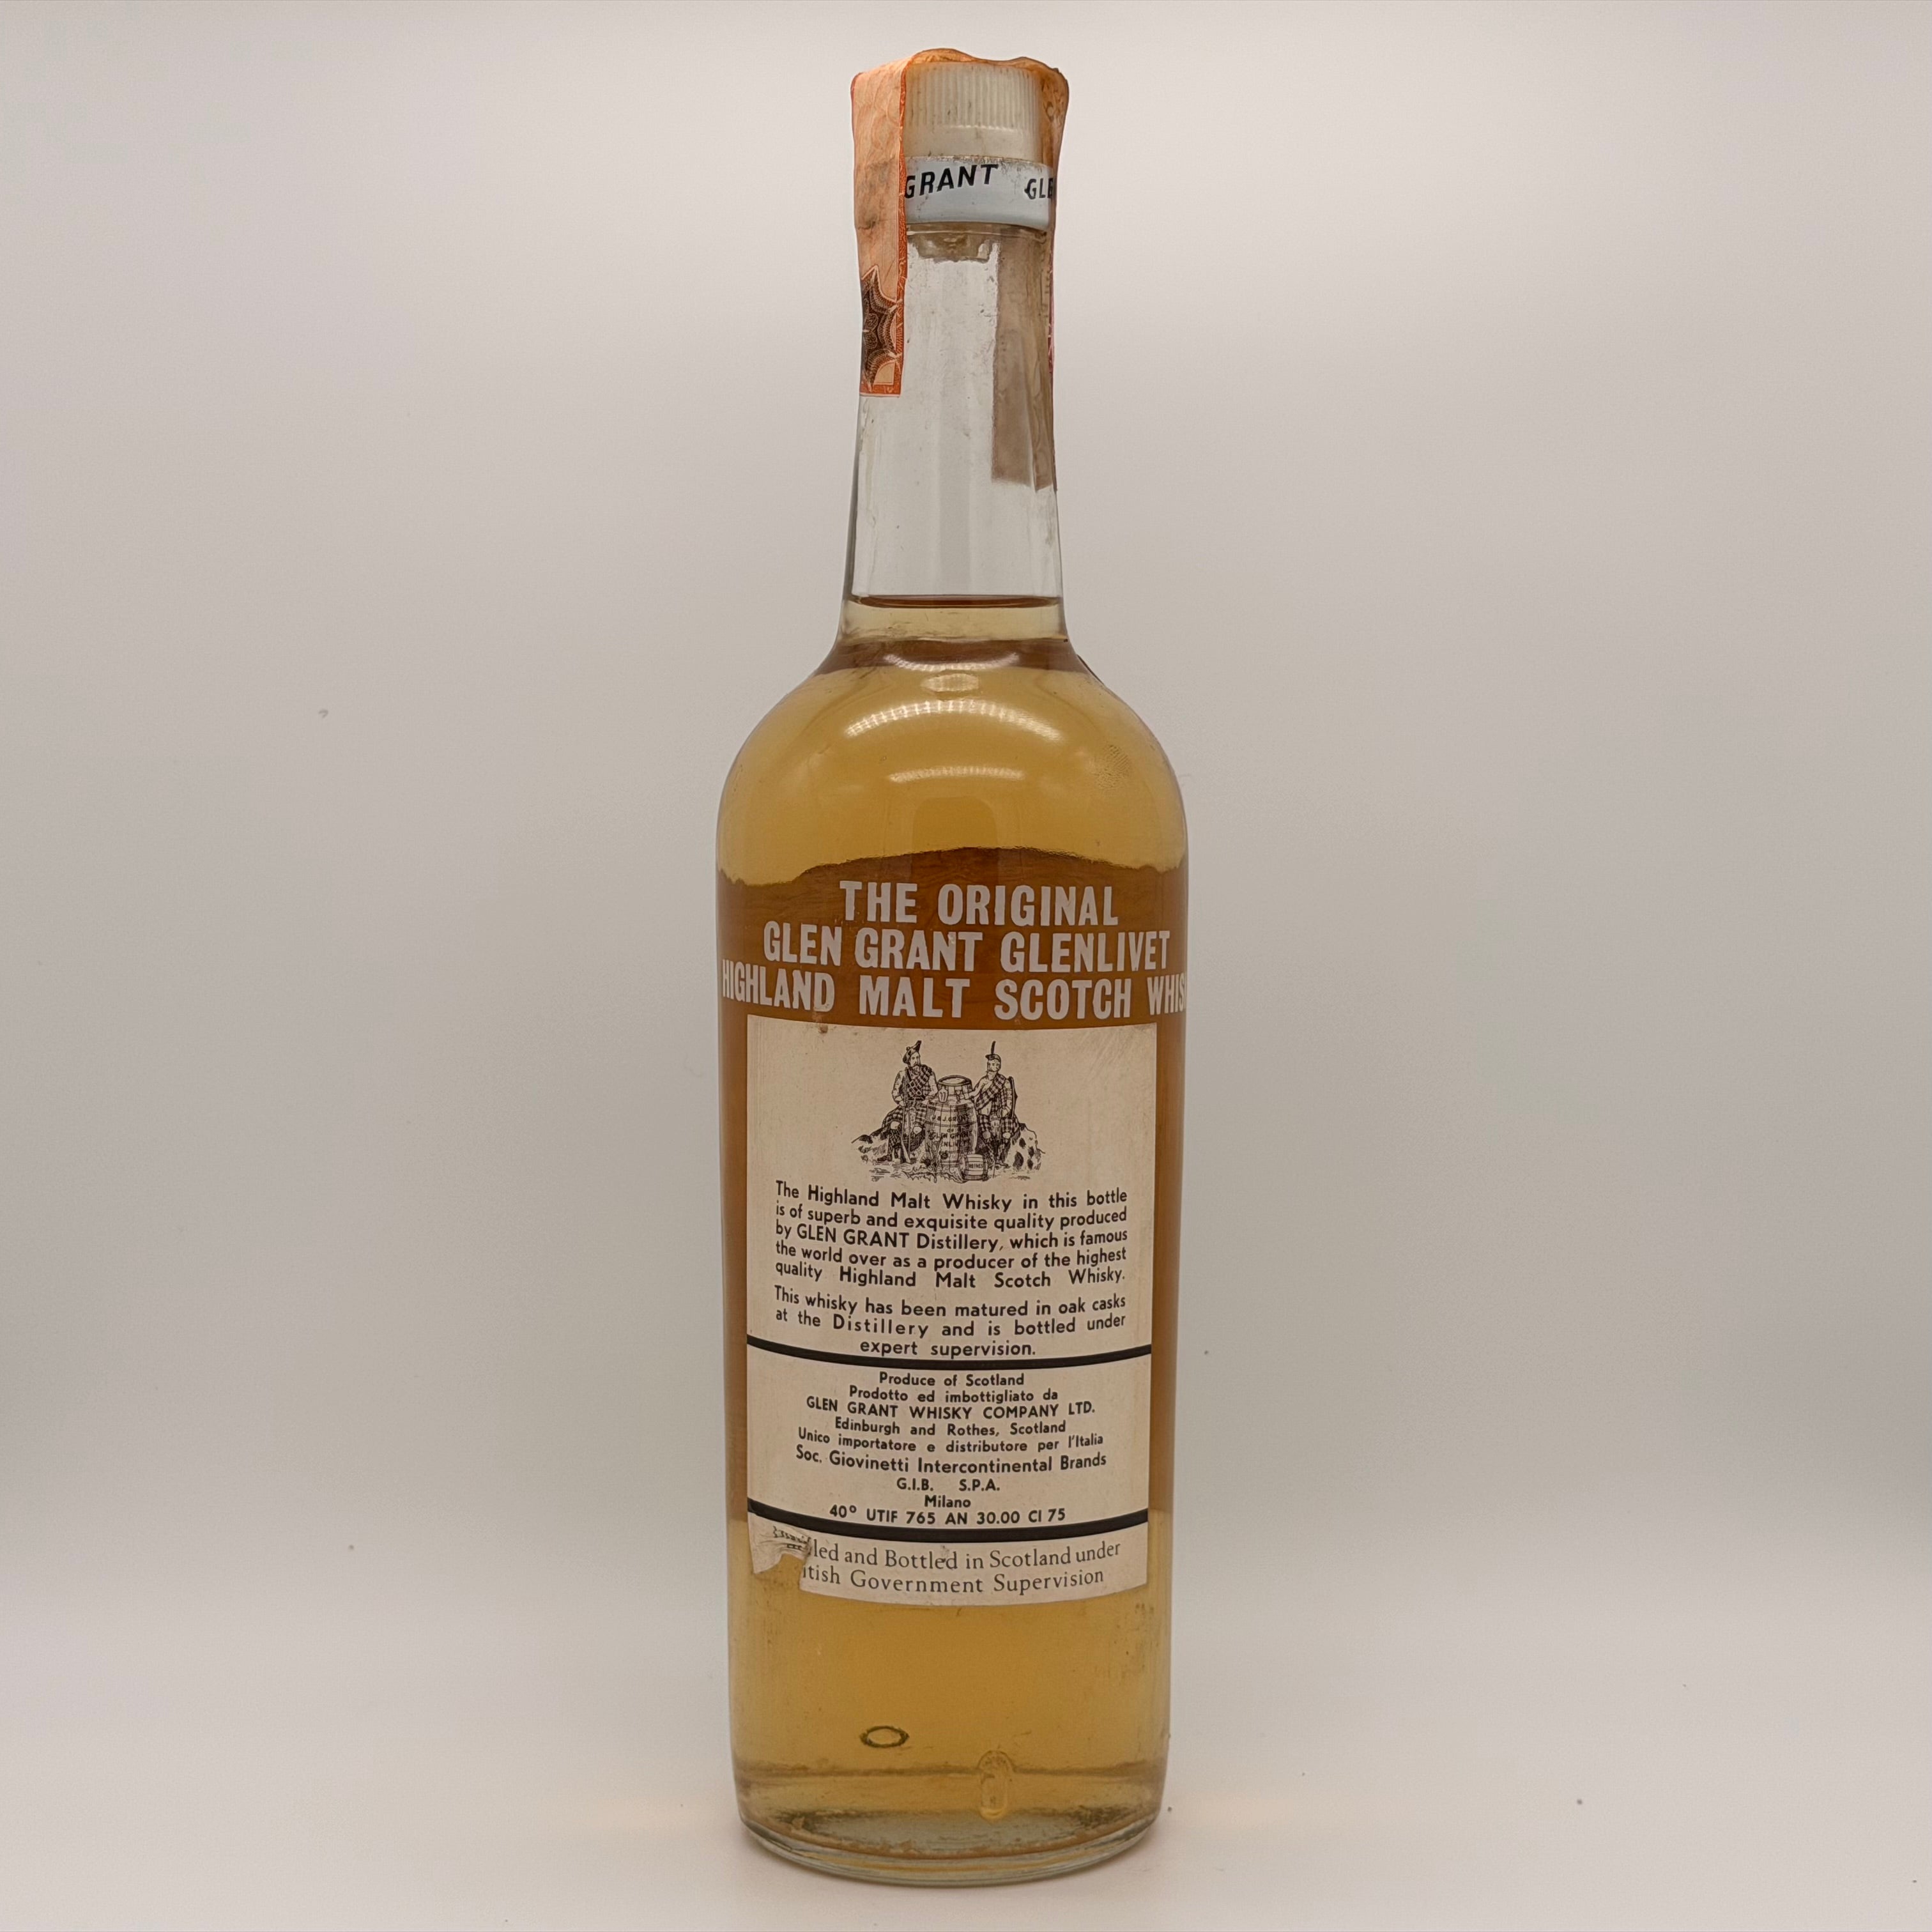 GRANT
THE ORIGINAL
GLEN GRANT GLENLIVET
HIGHLAND MALT SCOTCH WHIS
The Highland Malt Whisky in this bottle
is of superb and exquisite quality produced
by GLEN GRANT Distillery, which is famous
the world over as a producer of the highest
quality Highland Malt Scotch Whisky.
This whisky has been matured in oak casks
at the Distillery and is bottled under
expert supervision.
Produce of Scotland
Prodotto ed imbottigliato da
GLEN GRANT WHISKY COMPANY LTD.
Edinburgh and Rothes, Scotland
Unico importatore e distributore per l'Italia
Soc. Giovinetti Intercontinental Brands
G.I.B. S.P.A.
Milano
40° UTIF 765 AN 30.00 Cl 75
led and Bottled in Scotland under
itish Government Supervision